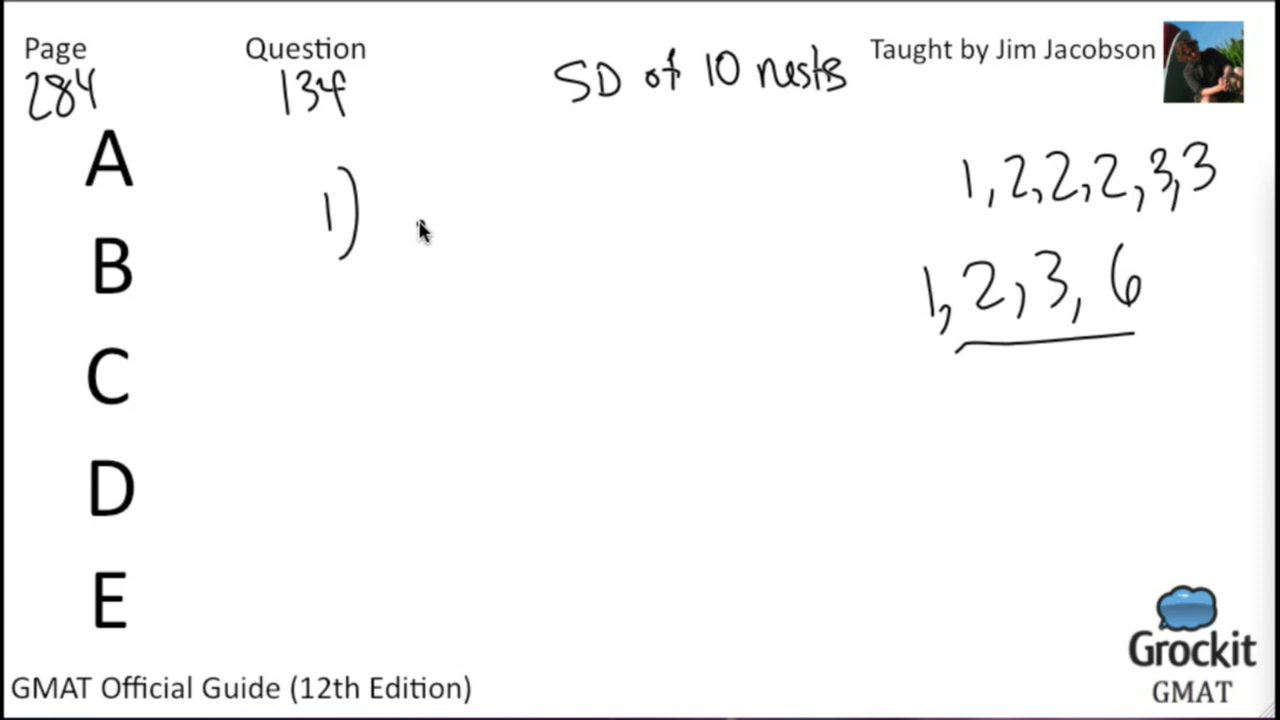 Page Question SD of 10 nests Taught by Jim Jacobson
284 134
A
1)
1, 2, 2, 2, 3, 3
B
1, 2, 3, 6
C
D
E
Grockit
GMAT
GMAT Official Guide (12th Edition)